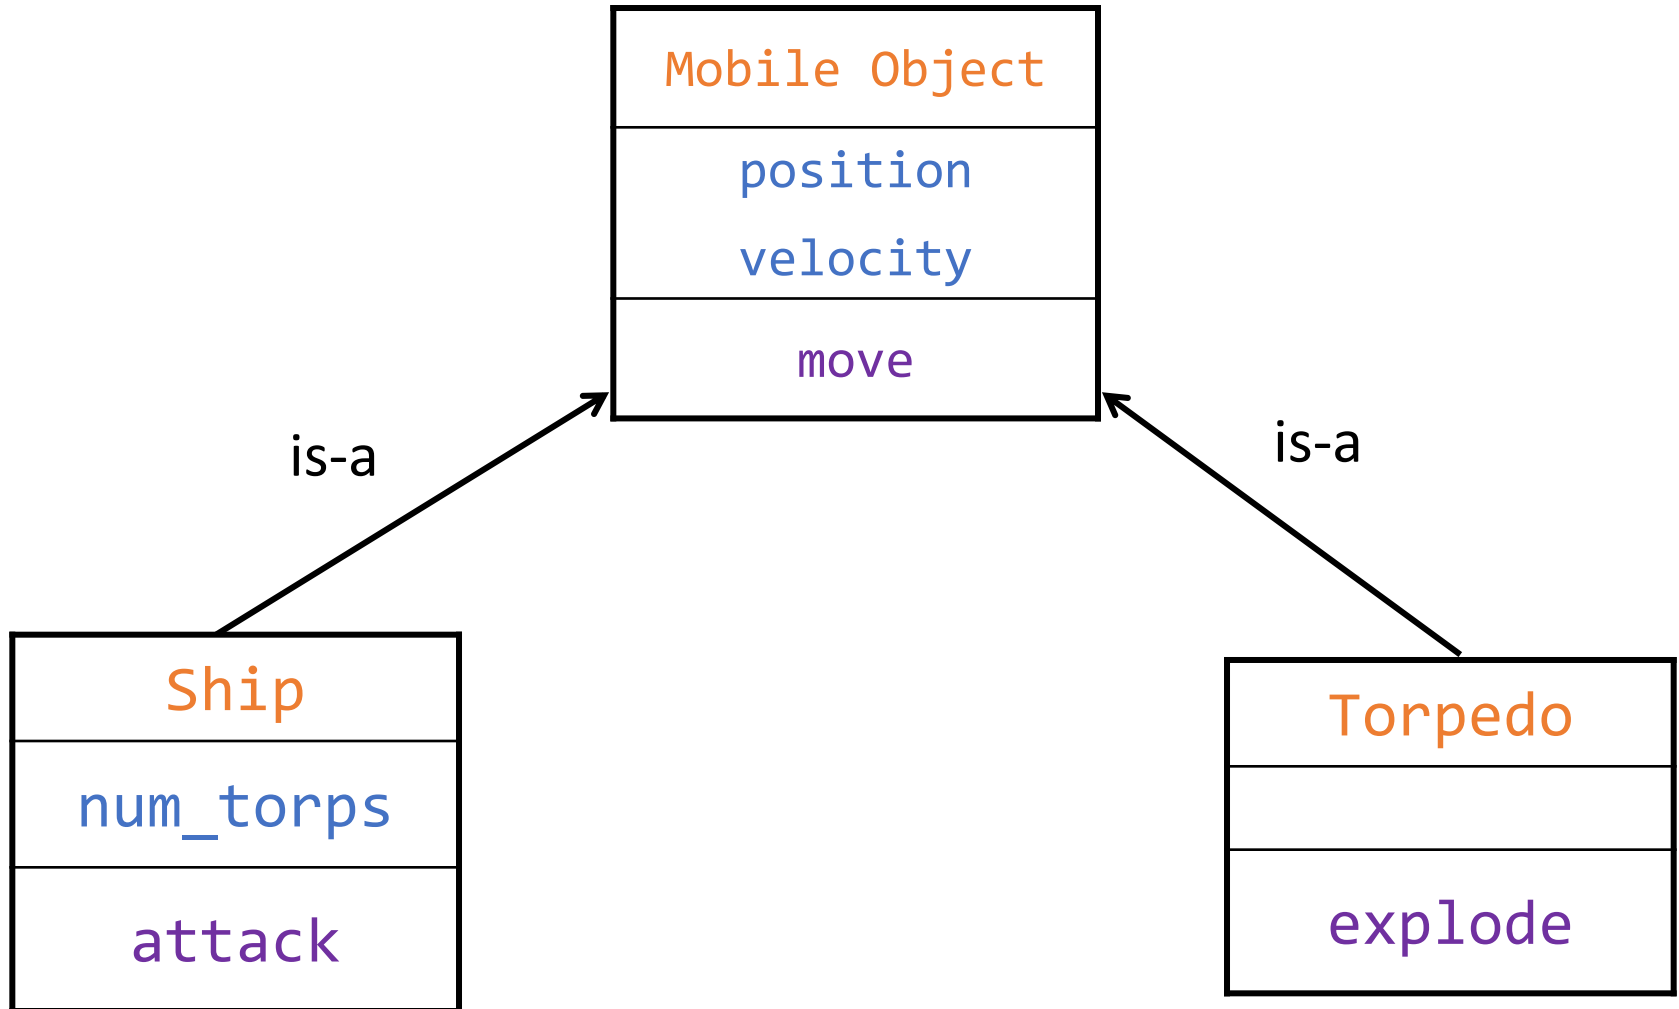 Mobile Object
position
velocity
move
is-a
is-a
Ship
num_torps
attack
Torpedo
explode